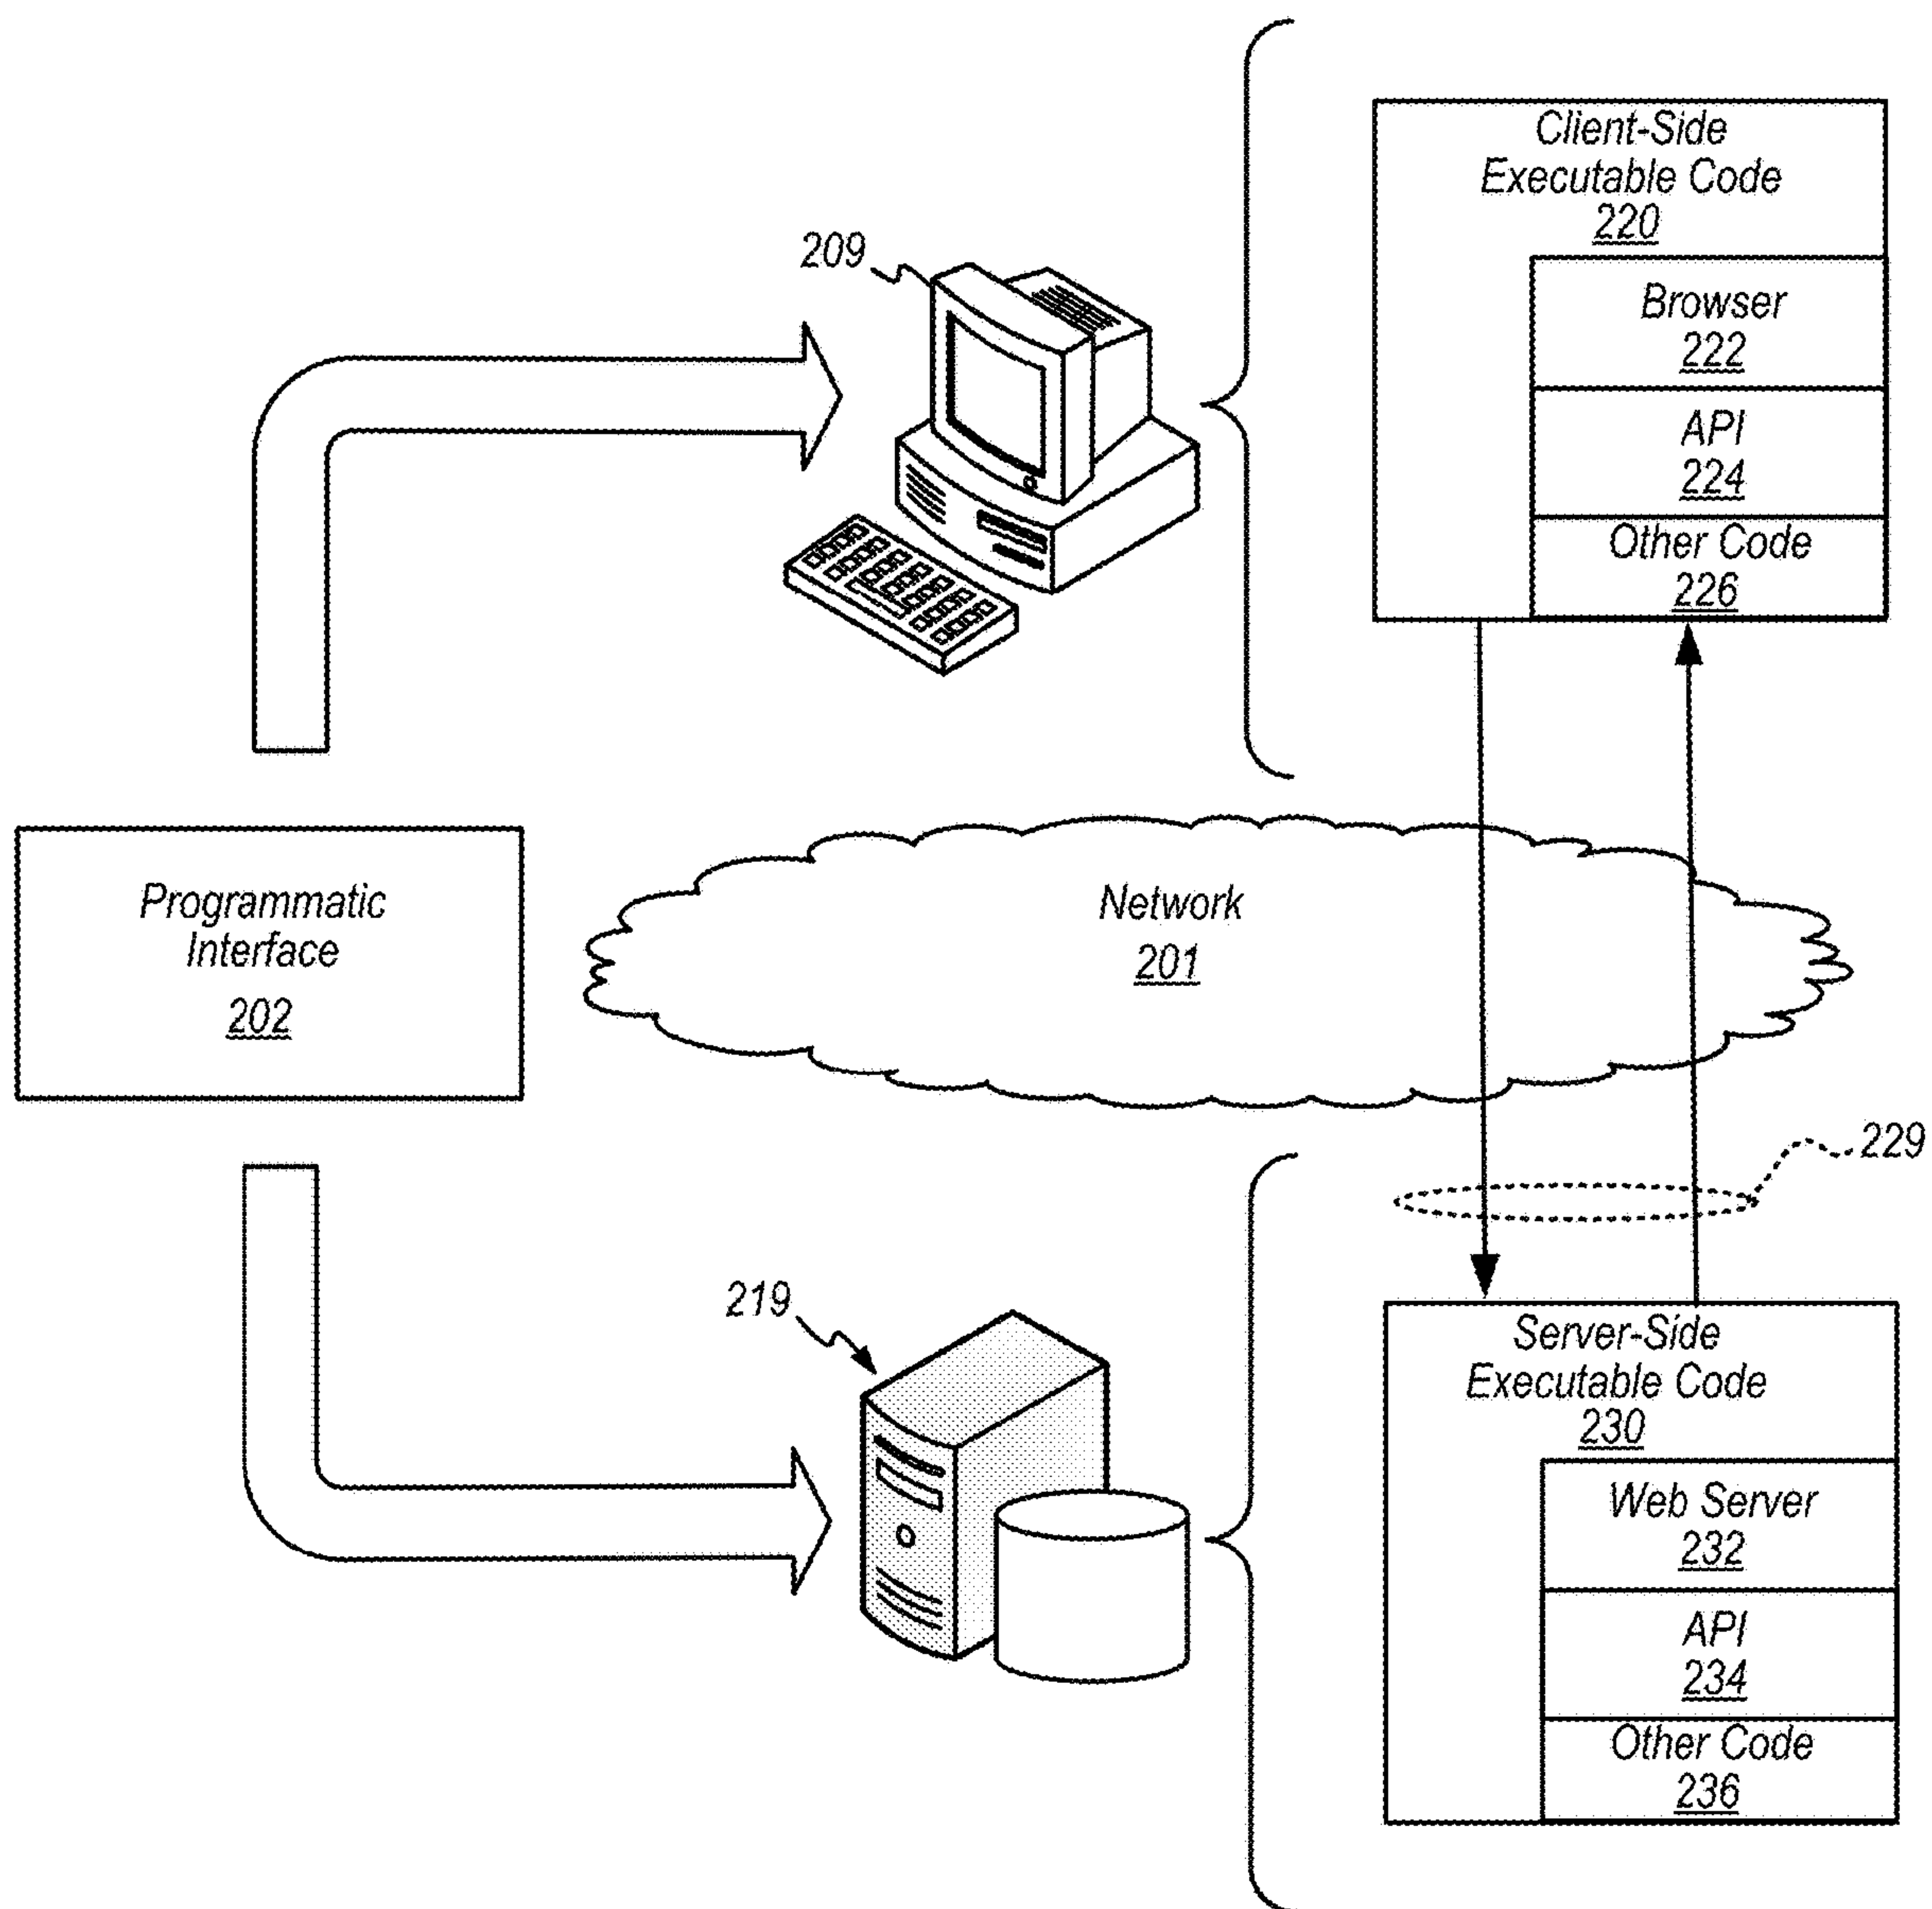 Client-Side
Executable Code
220
209
Browser
222
API
224
Other Code
226
Programmatic
Interface
202
Network
201
229
219
Server-Side
Executable Code
230
Web Server
232
API
234
Other Code
236